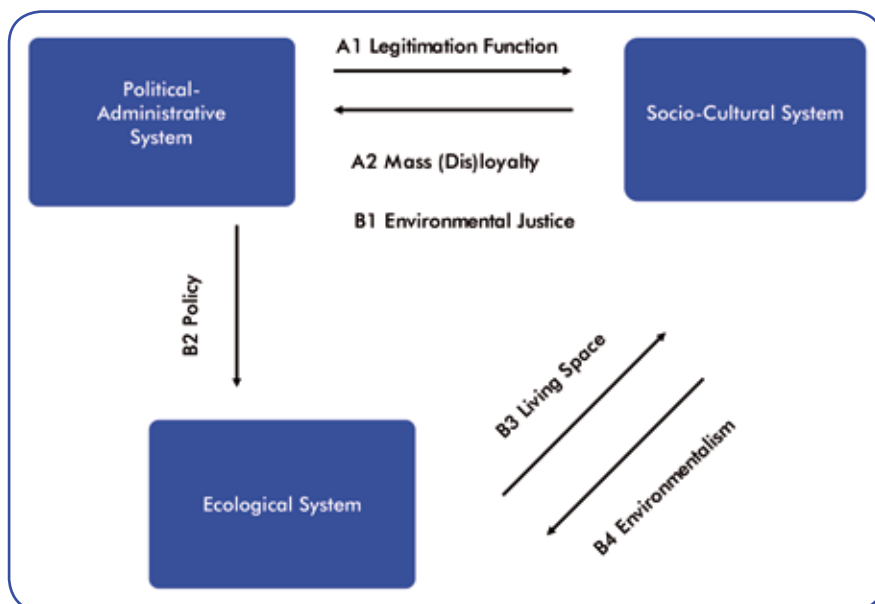 A1 Legitimation Function
Political-
Administrative
System
Socio-Cultural System
A2 Mass (Dis)loyalty
B1 Environmental Justice
B2 Policy
B3 Living Space
B4 Environmentalism
Ecological System